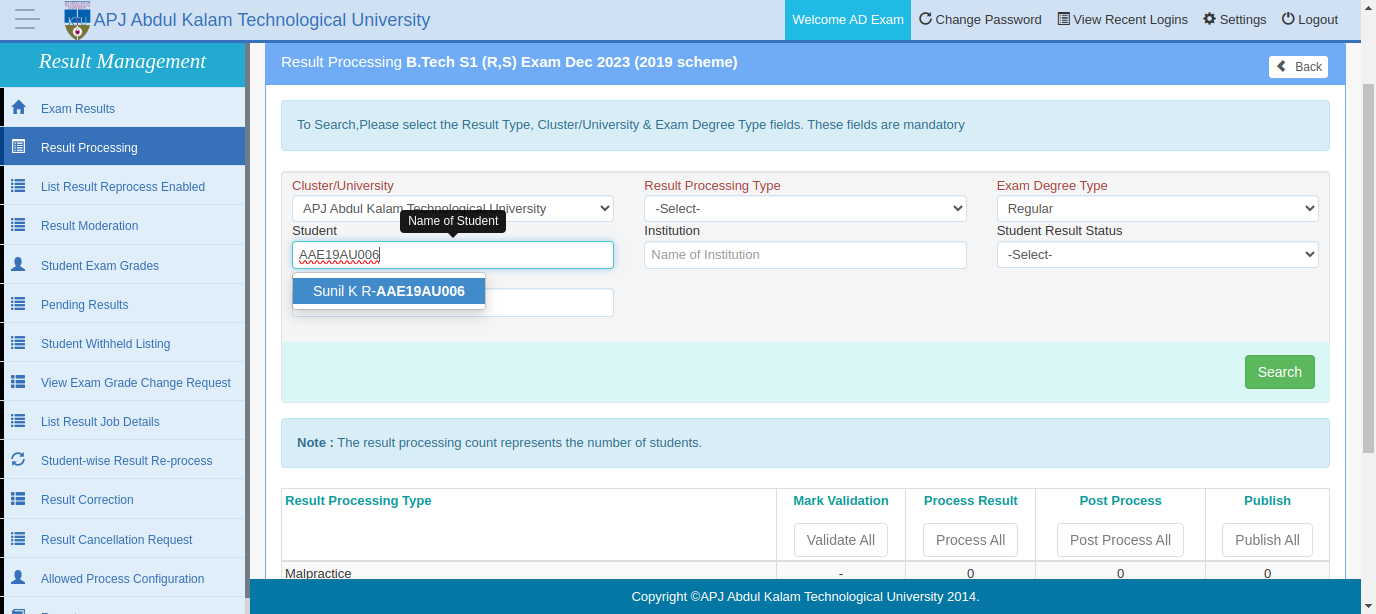 APJ Abdul Kalam Technological University
Welcome AD Exam
Change Password
View Recent Logins
Settings
Logout
Result Management
Exam Results
Result Processing
List Result Reprocess Enabled
Result Moderation
Student Exam Grades
Pending Results
Student Withheld Listing
View Exam Grade Change Request
List Result Job Details
Student-wise Result Re-process
Result Correction
Result Cancellation Request
Allowed Process Configuration
Result Processing B.Tech S1 (R,S) Exam Dec 2023 (2019 scheme)
Back
To Search,Please select the Result Type, Cluster/University & Exam Degree Type fields. These fields are mandatory
Cluster/University
Result Processing Type
Exam Degree Type
APJ Abdul Kalam Technological University
-Select-
Regular
Name of Student
Student
Institution
Student Result Status
AAE19AU006
Name of Institution
-Select-
Sunil K R-AAE19AU006
Search
Note : The result processing count represents the number of students.
Result Processing Type
Mark Validation
Process Result
Post Process
Publish
Validate All
Process All
Post Process All
Publish All
Malpractice
-
0
0
0
Copyright ©APJ Abdul Kalam Technological University 2014.